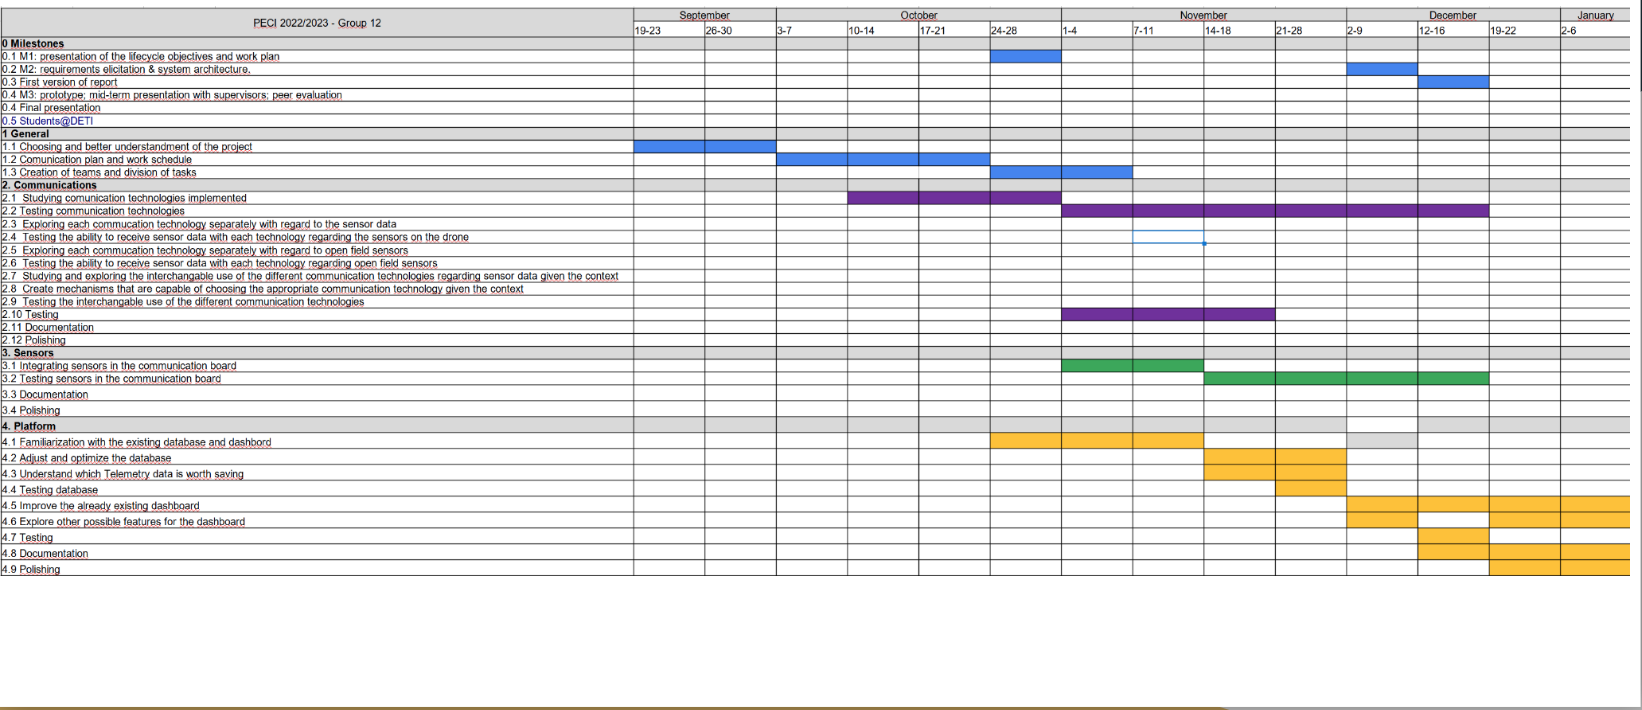 PECI 2022/2023 - Group 12
September October November December January
19-23 26-30 3-7 10-14 17-21 24-28 1-4 7-11 14-18 21-28 2-9 12-16 19-22 2-6
0 Milestones
0.1 M1: presentation of the lifecycle objectives and work plan
0.2 M2: requirements elicitation & system architecture.
0.3 First version of report
0.4 M3: prototype; mid-term presentation with supervisors; peer evaluation
0.4 Final presentation
0.5 Students@DETI
1 General
1.1 Choosing and better understandment of the project
1.2 Comunication plan and work schedule
1.3 Creation of teams and division of tasks
2. Communications
2.1 Studying comunication technologies implemented
2.2 Testing communication technologies
2.3 Exploring each commucation technology separately with regard to the sensor data
2.4 Testing the ability to receive sensor data with each technology regarding the sensors on the drone
2.5 Exploring each commucation technology separately with regard to open field sensors
2.6 Testing the ability to receive sensor data with each technology regarding open field sensors
2.7 Studying and exploring the interchangable use of the different communication technologies regarding sensor data given the context
2.8 Create mechanisms that are capable of choosing the appropriate communication technology given the context
2.9 Testing the interchangable use of the different communication technologies
2.10 Testing
2.11 Documentation
2.12 Polishing
3. Sensors
3.1 Integrating sensors in the communication board
3.2 Testing sensors in the communication board
3.3 Documentation
3.4 Polishing
4. Platform
4.1 Familiarization with the existing database and dashbord
4.2 Adjust and optimize the database
4.3 Understand which Telemetry data is worth saving
4.4 Testing database
4.5 Improve the already existing dashboard
4.6 Explore other possible features for the dashboard
4.7 Testing
4.8 Documentation
4.9 Polishing